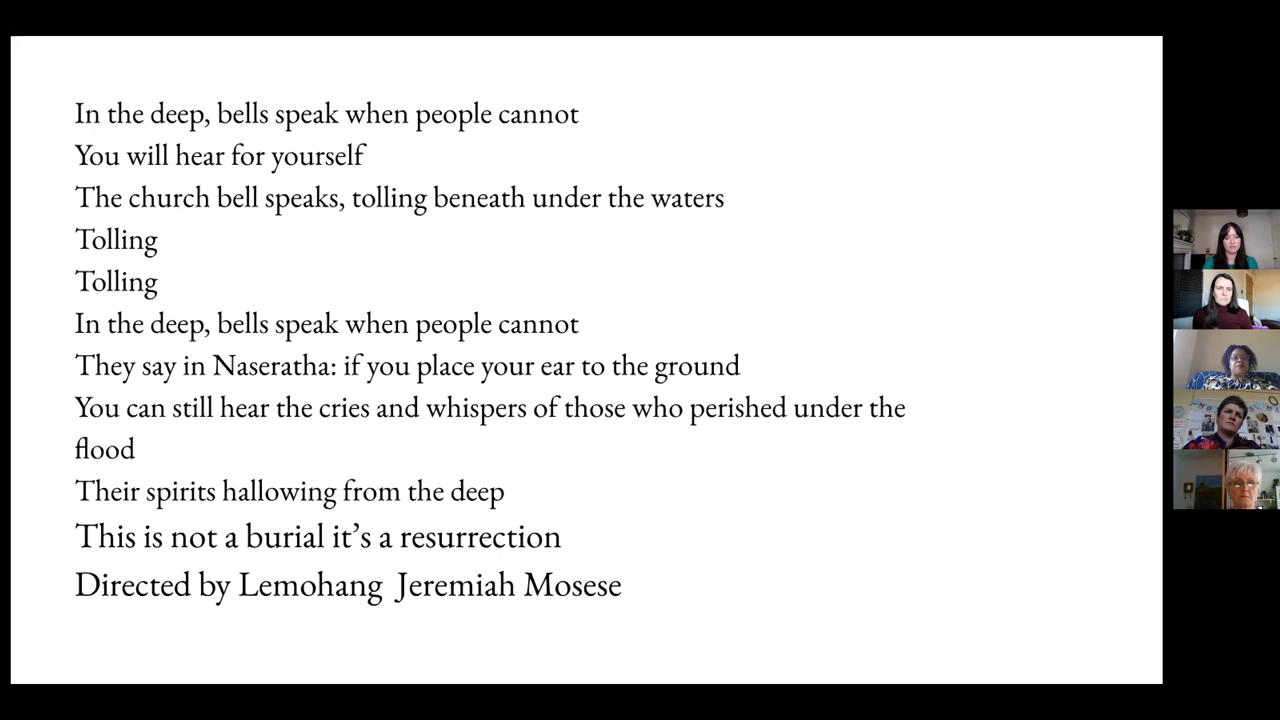 In the deep, bells speak when people cannot
You will hear for yourself
The church bell speaks, tolling beneath under the waters
Tolling
Tolling
In the deep, bells speak when people cannot
They say in Naseratha: if you place your ear to the ground
You can still hear the cries and whispers of those who perished under the
flood
Their spirits hallowing from the deep
This is not a burial it’s a resurrection
Directed by Lemohang  Jeremiah Mosese